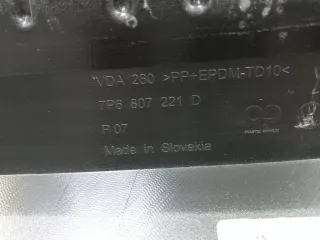 VDA 260 >PP+EPDM-TD10<
7P6 807 221 D
P 07
Made in Slovakia